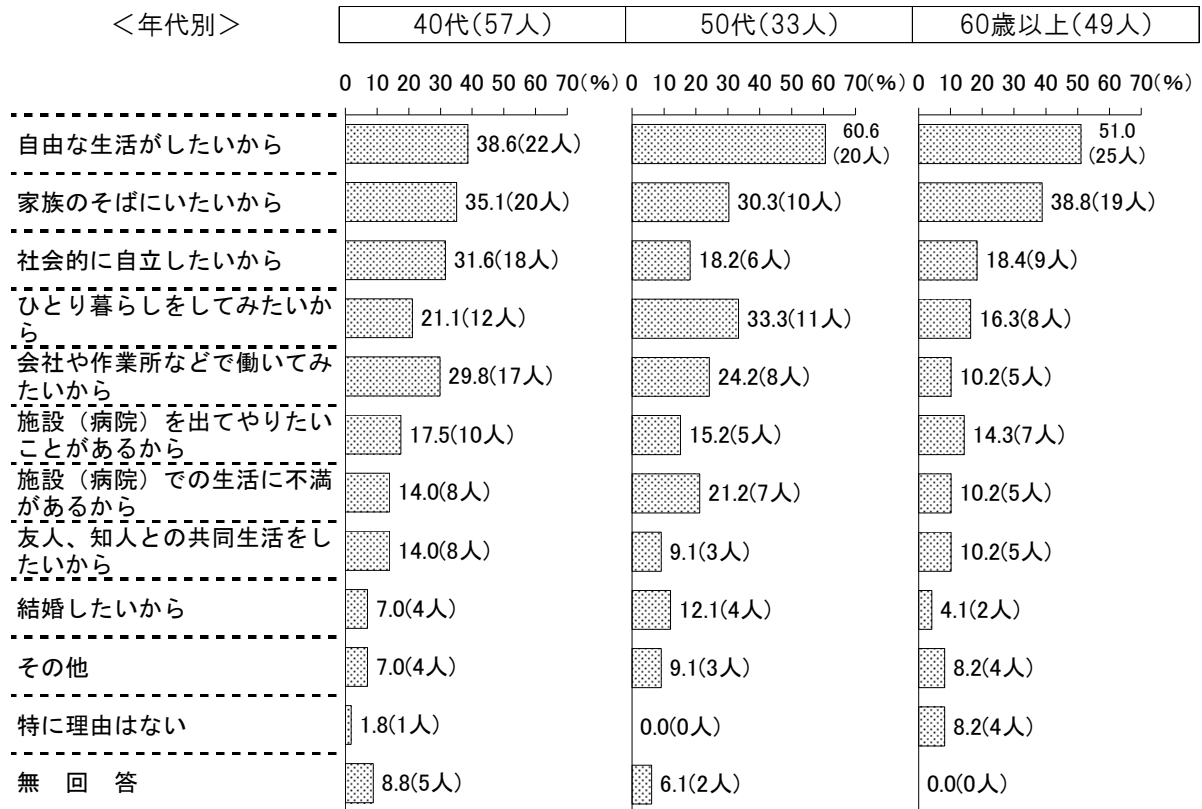 ＜年代別＞ 40代(57人) 50代(33人) 60歳以上(49人)
0 10 20 30 40 50 60 70(%) 0 10 20 30 40 50 60 70(%) 0 10 20 30 40 50 60 70(%)
自由な生活がしたいから 38.6(22人) 60.6 51.0
(20人) (25人)
家族のそばにいたいから 35.1(20人) 30.3(10人) 38.8(19人)
社会的に自立したいから 31.6(18人) 18.2(6人) 18.4(9人)
ひとり暮らしをしてみたいか
ら 21.1(12人) 33.3(11人) 16.3(8人)
会社や作業所などで働いてみ
たいから 29.8(17人) 24.2(8人) 10.2(5人)
施設（病院）を出てやりたい
ことがあるから 17.5(10人) 15.2(5人) 14.3(7人)
施設（病院）での生活に不満
があるから 14.0(8人) 21.2(7人) 10.2(5人)
友人、知人との共同生活をし
たいから 14.0(8人) 9.1(3人) 10.2(5人)
結婚したいから 7.0(4人) 12.1(4人) 4.1(2人)
その他 7.0(4人) 9.1(3人) 8.2(4人)
特に理由はない 1.8(1人) 0.0(0人) 8.2(4人)
無　回　答 8.8(5人) 6.1(2人) 0.0(0人)